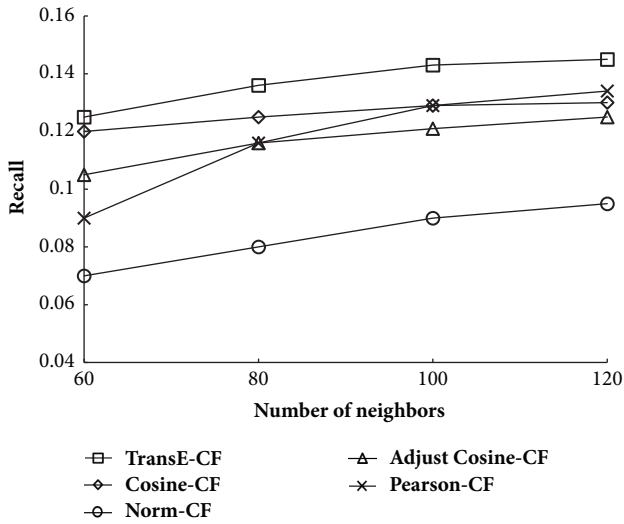 0.16
0.14
0.12
0.1
0.08
0.06
0.04
Recall
60
80
100
120
Number of neighbors
TransE-CF
Cosine-CF
Norm-CF
Adjust Cosine-CF
Pearson-CF